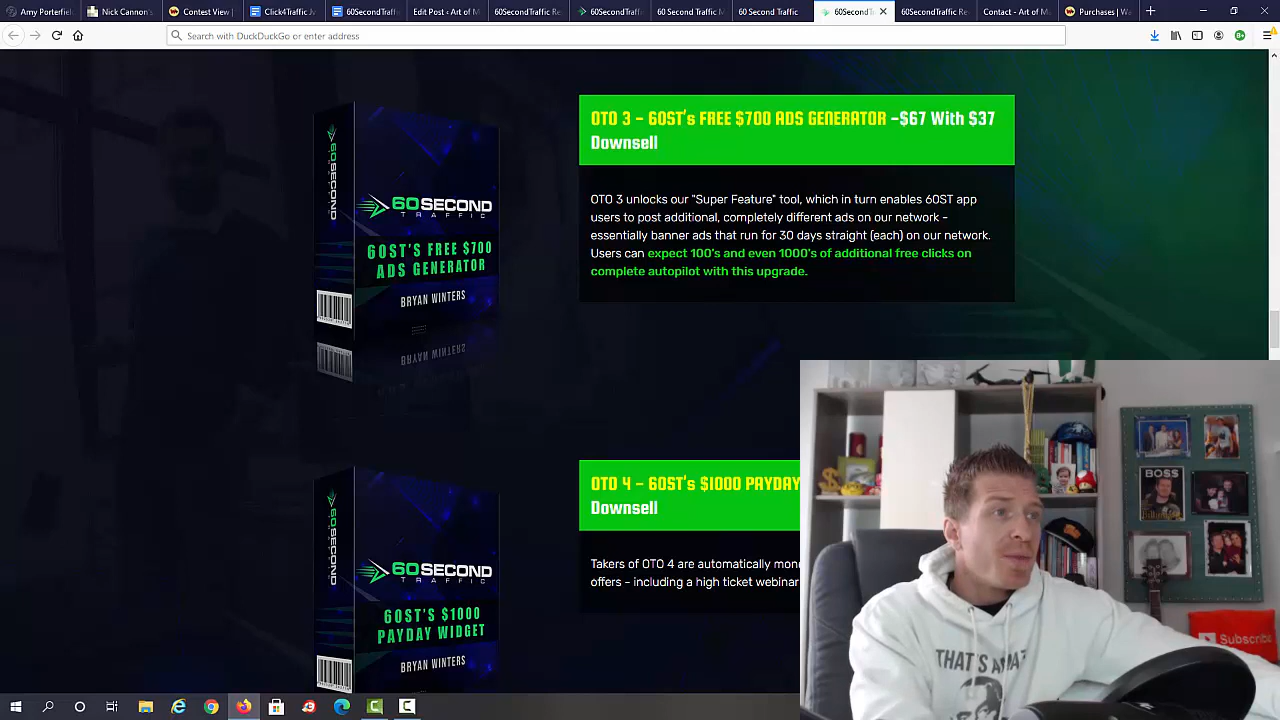 Amy Porterfi
Nick Cannon
Contest View |
Click4Traffic Jv
60SecondTraffi
Edit Post ‹ Art of M
60SecondTraffic
60SecondTraffi
60 Second M
60 Second Traffic
60SecondT
60SecondTraffic Re
Contact - Art of Ma
Purchases | Wa
Search with DuckDuckGo or enter address
OTO 3 - 60ST's FREE $700 ADS GENERATOR -$67 With $37
Downsell
OTO 3 unlocks our "Super Feature" tool, which in turn enables 60ST app
users to post additional, completely different ads on our network -
essentially banner ads that run for 30 days straight (each) on our network.
Users can expect 100's and even 1000's of additional free clicks on
complete autopilot with this upgrade.
60SECOND
60SECOND
TRAFFIC
60ST'S FREE $700
ADS GENERATOR
BRYAN WINTERS
OTO 4 - 60ST's $1000 PAYDAY
Downsell
Takers of OTO 4 are automatically mon
offers - including a high ticket webinar
60SECOND
60SECOND
TRAFFIC
60ST'S $1000
PAYDAY WIDGET
BRYAN WINTERS
BOSS
Subscribe
THAT'S A